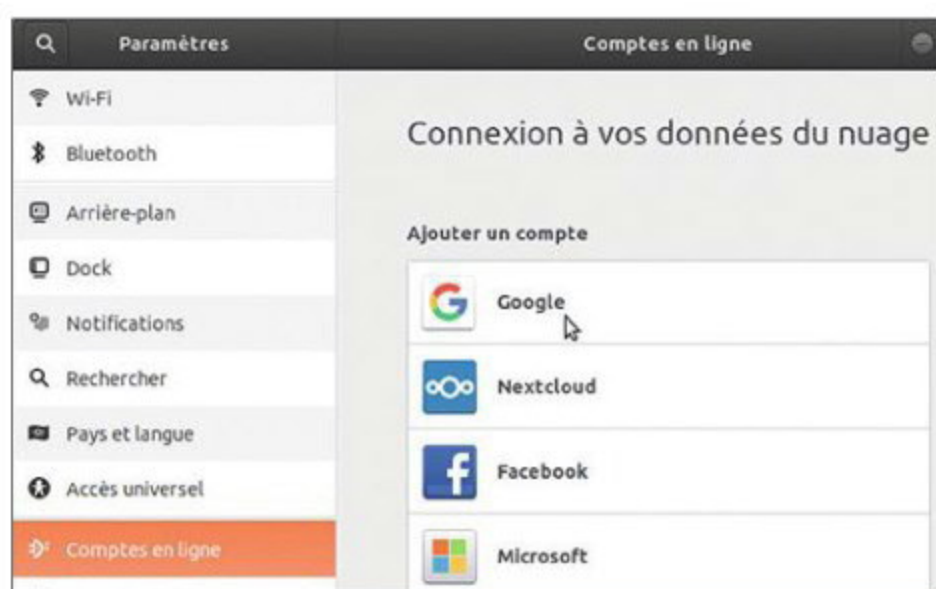 Paramètres
Comptes en ligne
Wi-Fi
Bluetooth
Arrière-plan
Dock
Notifications
Rechercher
Pays et langue
Accès universel
Comptes en ligne
Connexion à vos données du nuage
Ajouter un compte
Google
Nextcloud
Facebook
Microsoft